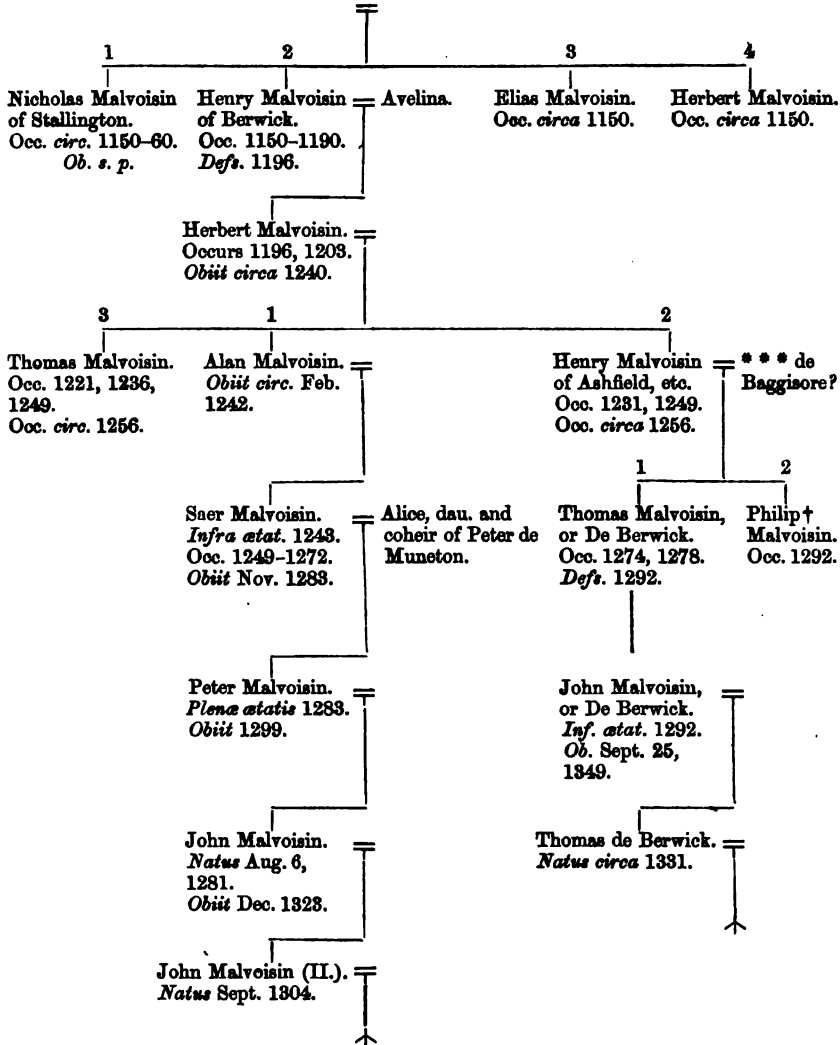 1
2
3
4
Nicholas Malvoisin
of Stallington.
Occ. circ. 1150–60.
Ob. s. p.
Henry Malvoisin
of Berwick.
Occ. 1150–1190.
Defs. 1196.
Avelina.
Elias Malvoisin.
Occ. circa 1150.
Herbert Malvoisin.
Occ. circa 1150.
Herbert Malvoisin.
Occurs 1196, 1203.
Obiit circa 1240.
3
1
2
Thomas Malvoisin.
Occ. 1221, 1236,
1249.
Occ. circ. 1256.
Alan Malvoisin.
Obiit circ. Feb.
1242.
Henry Malvoisin
of Ashfield, etc.
Occ. 1231, 1249.
Occ. circa 1256.
* * * de
Baggisore?
1
2
Saer Malvoisin.
Infra ætat. 1243.
Occ. 1249–1272.
Obiit Nov. 1283.
Alice, dau. and
coheir of Peter de
Muneton.
Thomas Malvoisin,
or De Berwick.
Occ. 1274, 1278.
Defs. 1292.
Philip†
Malvoisin.
Occ. 1292.
Peter Malvoisin.
Plenæ ætatis 1283.
Obiit 1299.
John Malvoisin,
or De Berwick.
Inf. ætat. 1292.
Ob. Sept. 25,
1349.
John Malvoisin.
Natus Aug. 6,
1281.
Obiit Dec. 1323.
Thomas de Berwick.
Natus circa 1331.
John Malvoisin (II.).
Natus Sept. 1304.